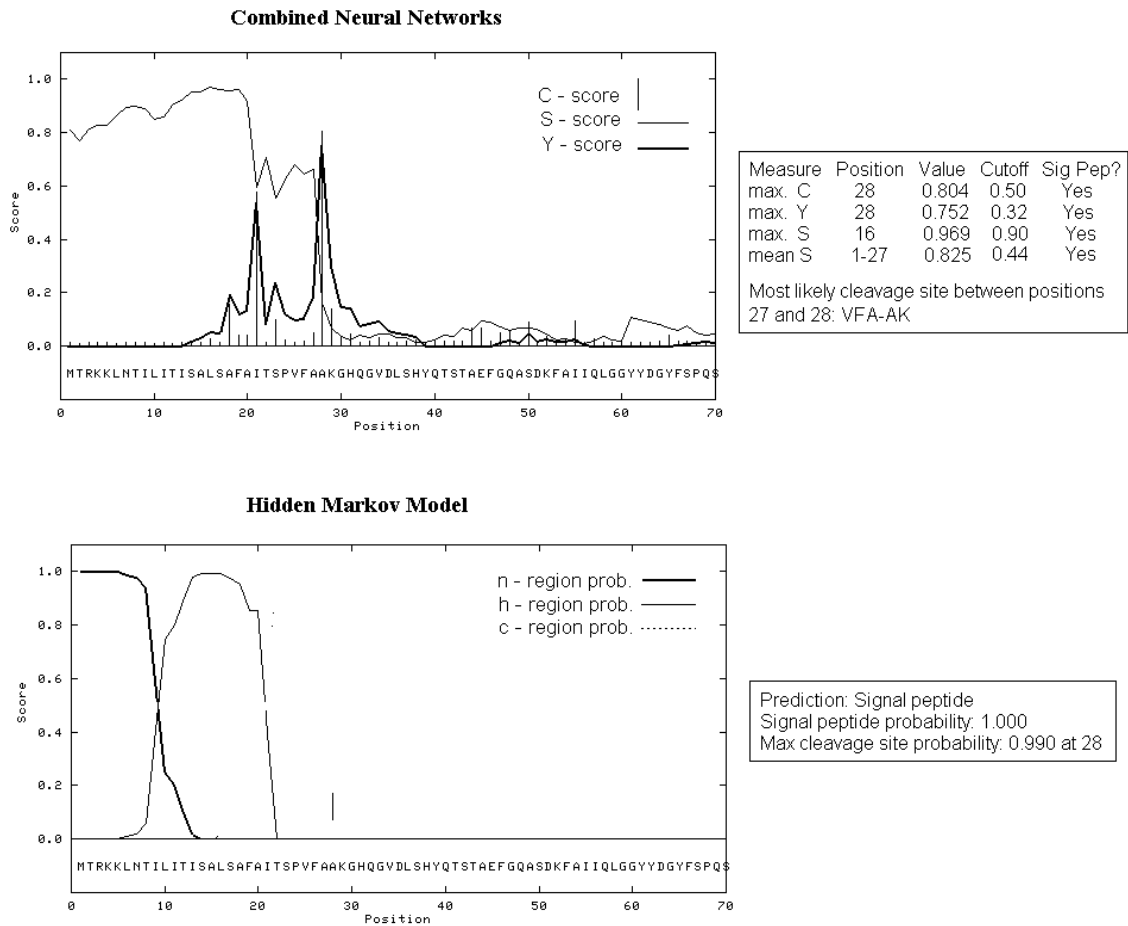 Combined Neural Networks
1.0
0.8
0.6
0.4
0.2
0.0
Score
C - score
S - score
Y - score
MTRKKLNTILITISALSAFAITSPVFAAKGHQGVDLSHYQTSTAEFGQASDKFAIIQLGGYYDGYFSPQS
0 10 20 30 40 50 60 70
Position
Measure Position Value Cutoff Sig Pep?
max. C 28 0.804 0.50 Yes
max. Y 28 0.752 0.32 Yes
max. S 16 0.969 0.90 Yes
mean S 1-27 0.825 0.44 Yes
Most likely cleavage site between positions
27 and 28: VFA-AK
Hidden Markov Model
1.0
0.8
0.6
0.4
0.2
0.0
Score
n - region prob.
h - region prob.
c - region prob.
MTRKKLNTILITISALSAFAITSPVFAAKGHQGVDLSHYQTSTAEFGQASDKFAIIQLGGYYDGYFSPQS
0 10 20 30 40 50 60 70
Position
Prediction: Signal peptide
Signal peptide probability: 1.000
Max cleavage site probability: 0.990 at 28